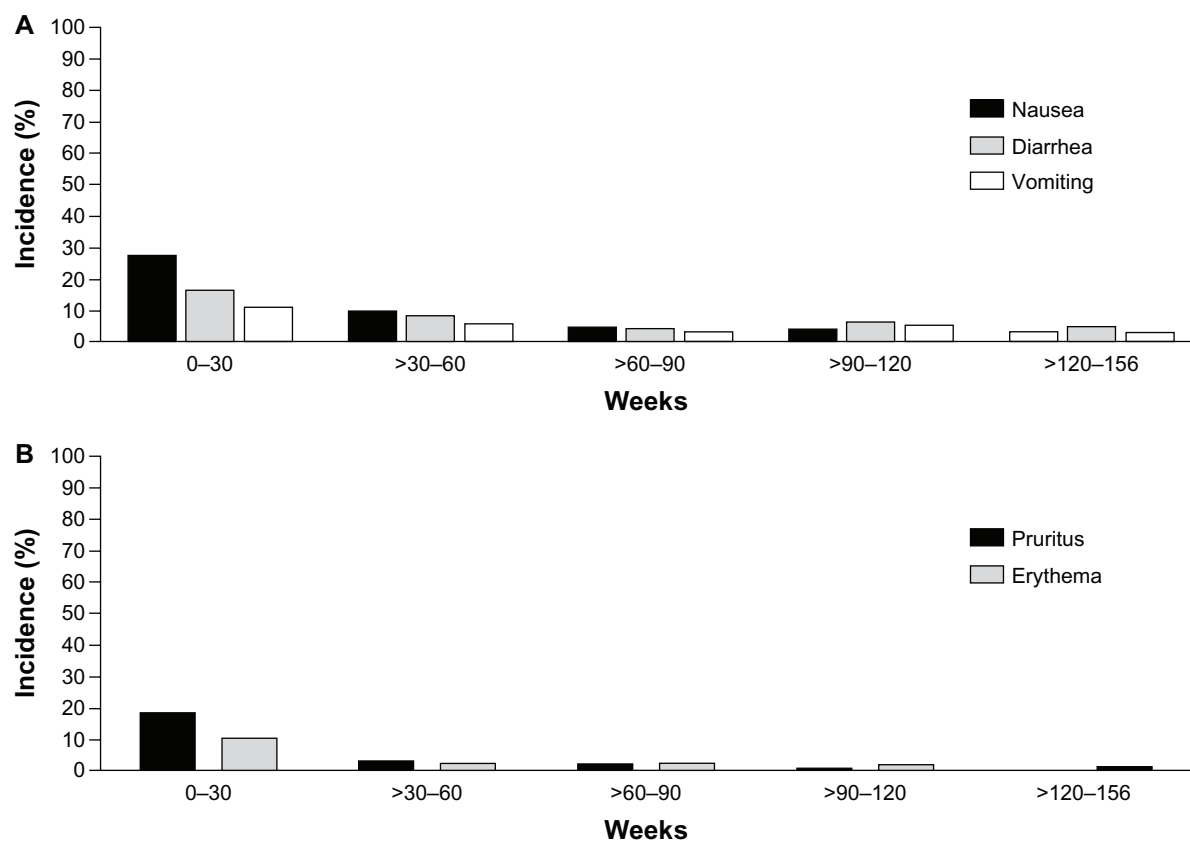 A
100
90
80
70
60
50
40
30
20
10
0
Incidence (%)
Nausea
Diarrhea
Vomiting
0–30 >30–60 >60–90 >90–120 >120–156
Weeks
B
100
90
80
70
60
50
40
30
20
10
0
Incidence (%)
Pruritus
Erythema
0–30 >30–60 >60–90 >90–120 >120–156
Weeks